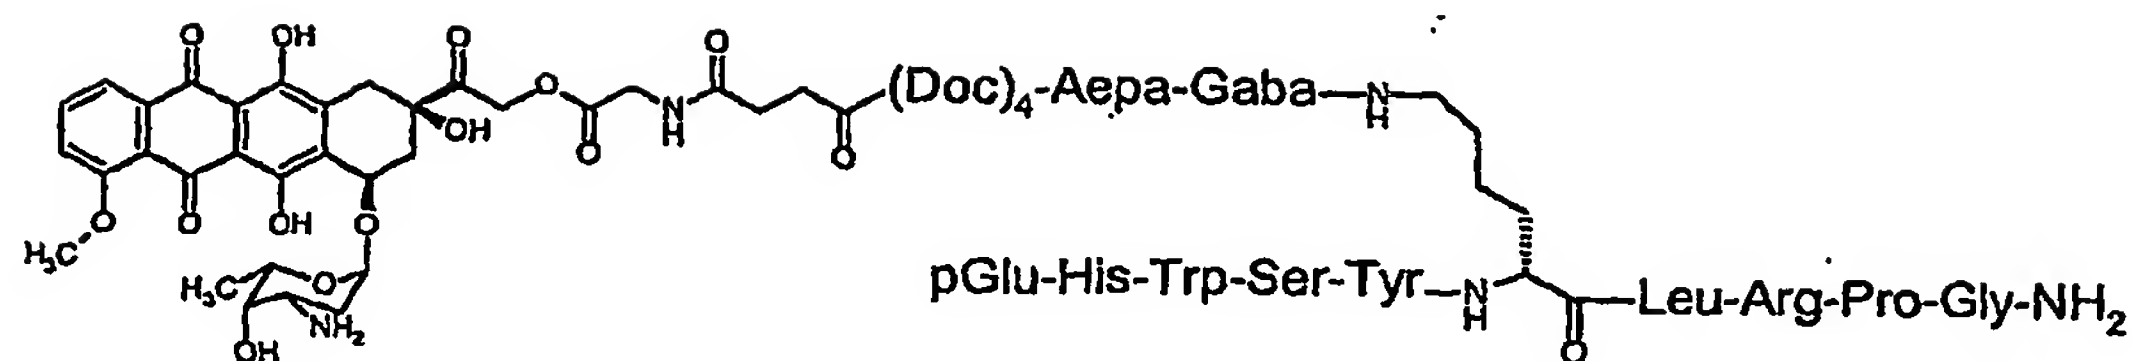 O OH O O
O O (Doc)4-Aepa-Gaba N H
OH O N H O
O O OH O
H3C
H3C O NH2 OH
pGlu-His-Trp-Ser-Tyr N H O Leu-Arg-Pro-Gly-NH2